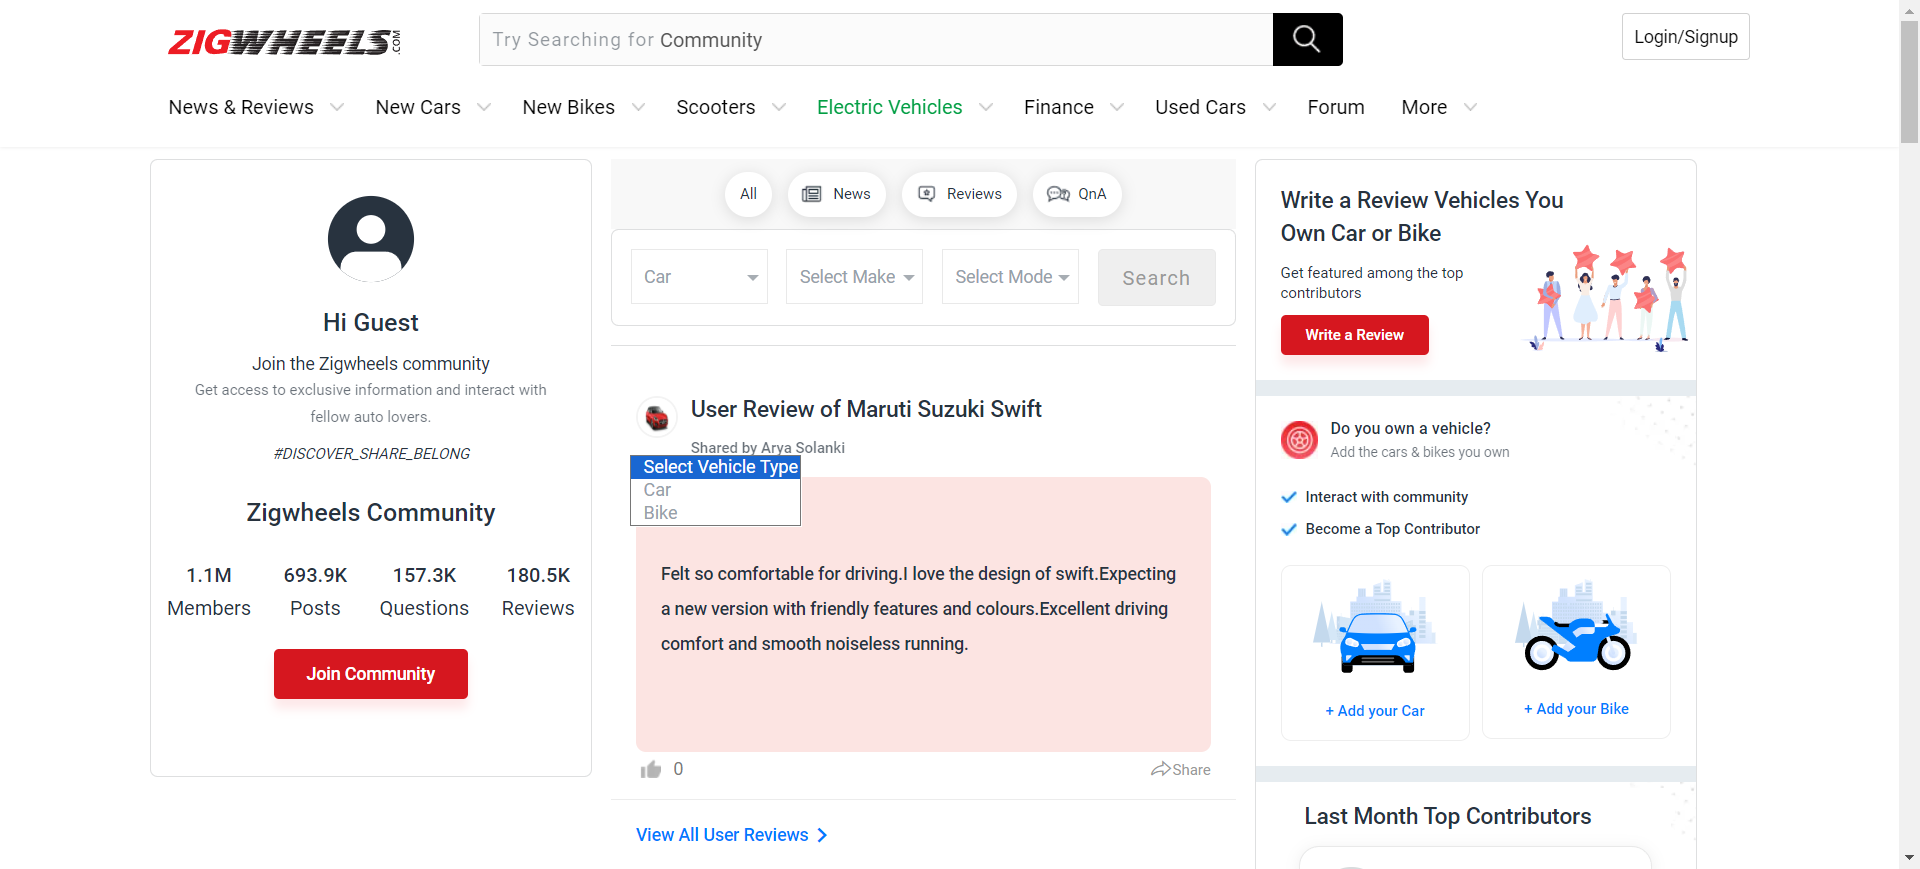 ZIGWHEELS.COM
Try Searching for Community
Login/Signup
News & Reviews
New Cars
New Bikes
Scooters
Electric Vehicles
Finance
Used Cars
Forum
More
Hi Guest
Join the Zigwheels community
Get access to exclusive information and interact with
fellow auto lovers.
#DISCOVER_SHARE_BELONG
Zigwheels Community
1.1M 693.9K 157.3K 180.5K
Members Posts Questions Reviews
Join Community
All News Reviews QnA
Car Select Make Select Mode Search
User Review of Maruti Suzuki Swift
Shared by Arya Solanki
Select Vehicle Type
Car
Bike
Felt so comfortable for driving.I love the design of swift.Expecting
a new version with friendly features and colours.Excellent driving
comfort and smooth noiseless running.
0 Share
View All User Reviews
Write a Review Vehicles You
Own Car or Bike
Get featured among the top
contributors
Write a Review
Do you own a vehicle?
Add the cars & bikes you own
Interact with community
Become a Top Contributor
+ Add your Car
+ Add your Bike
Last Month Top Contributors